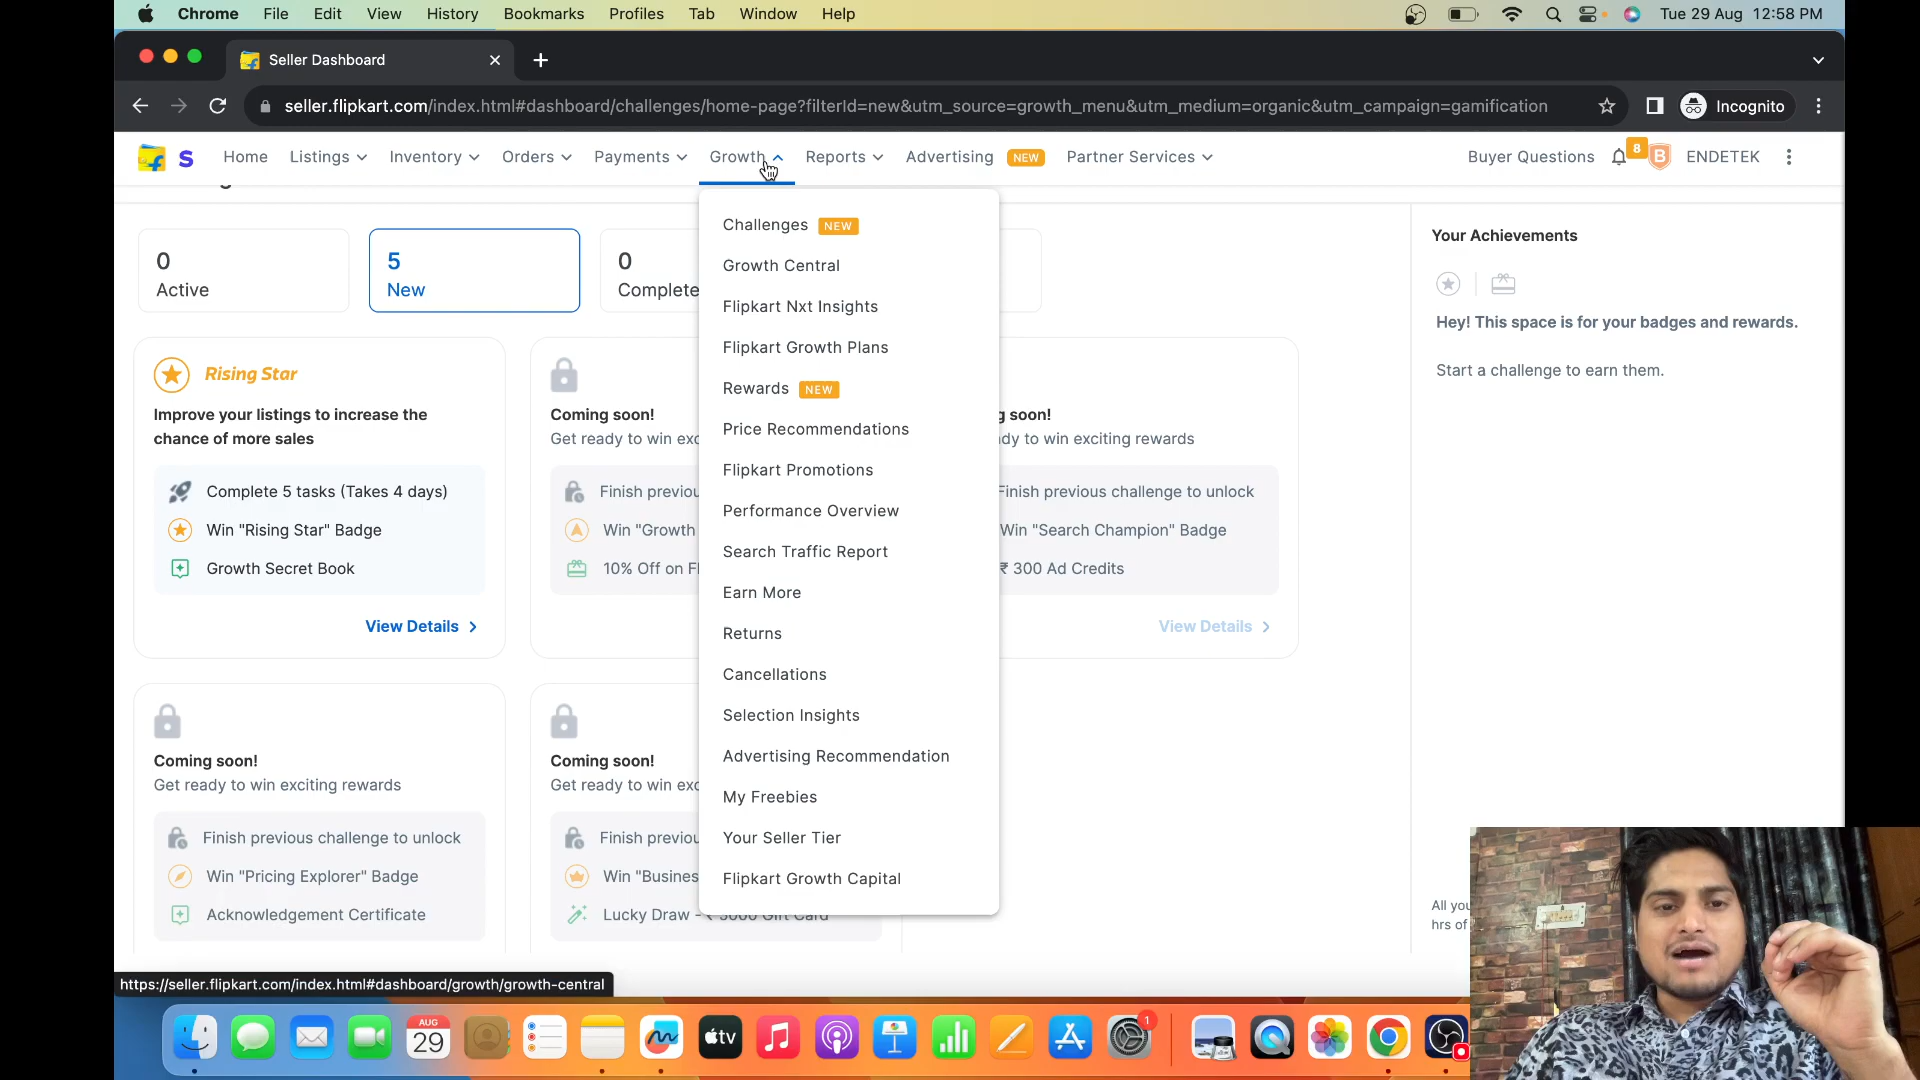 Chrome File Edit View History Bookmarks Profiles Tab Window Help Tue 29 Aug 12:58 PM
Seller Dashboard
seller.flipkart.com/index.html#dashboard/challenges/home-page?filterId=new&utm_source=growth_menu&utm_medium=organic&utm_campaign=gamification Incognito
Home Listings Inventory Orders Payments Growth Reports Advertising NEW Partner Services Buyer Questions 8 B ENDETEK
0
Active
5
New
0
Complete
Challenges NEW
Growth Central
Flipkart Nxt Insights
Flipkart Growth Plans
Rewards NEW
Price Recommendations
Flipkart Promotions
Performance Overview
Search Traffic Report
Earn More
Returns
Cancellations
Selection Insights
Advertising Recommendation
My Freebies
Your Seller Tier
Flipkart Growth Capital
Rising Star
Improve your listings to increase the
chance of more sales
Complete 5 tasks (Takes 4 days)
Win "Rising Star" Badge
Growth Secret Book
View Details
Coming soon!
Get ready to win exc
Finish previou
Win "Growth
10% Off on Fl
g soon!
dy to win exciting rewards
Finish previous challenge to unlock
Win "Search Champion" Badge
₹ 300 Ad Credits
View Details
Coming soon!
Get ready to win exciting rewards
Finish previous challenge to unlock
Win "Pricing Explorer" Badge
Acknowledgement Certificate
Coming soon!
Get ready to win exc
Finish previou
Win "Busines
Lucky Draw - ₹ 5000 Gift Card
Your Achievements
Hey! This space is for your badges and rewards.
Start a challenge to earn them.
All you
hrs of
https://seller.flipkart.com/index.html#dashboard/growth/growth-central
AUG
29
tv
1